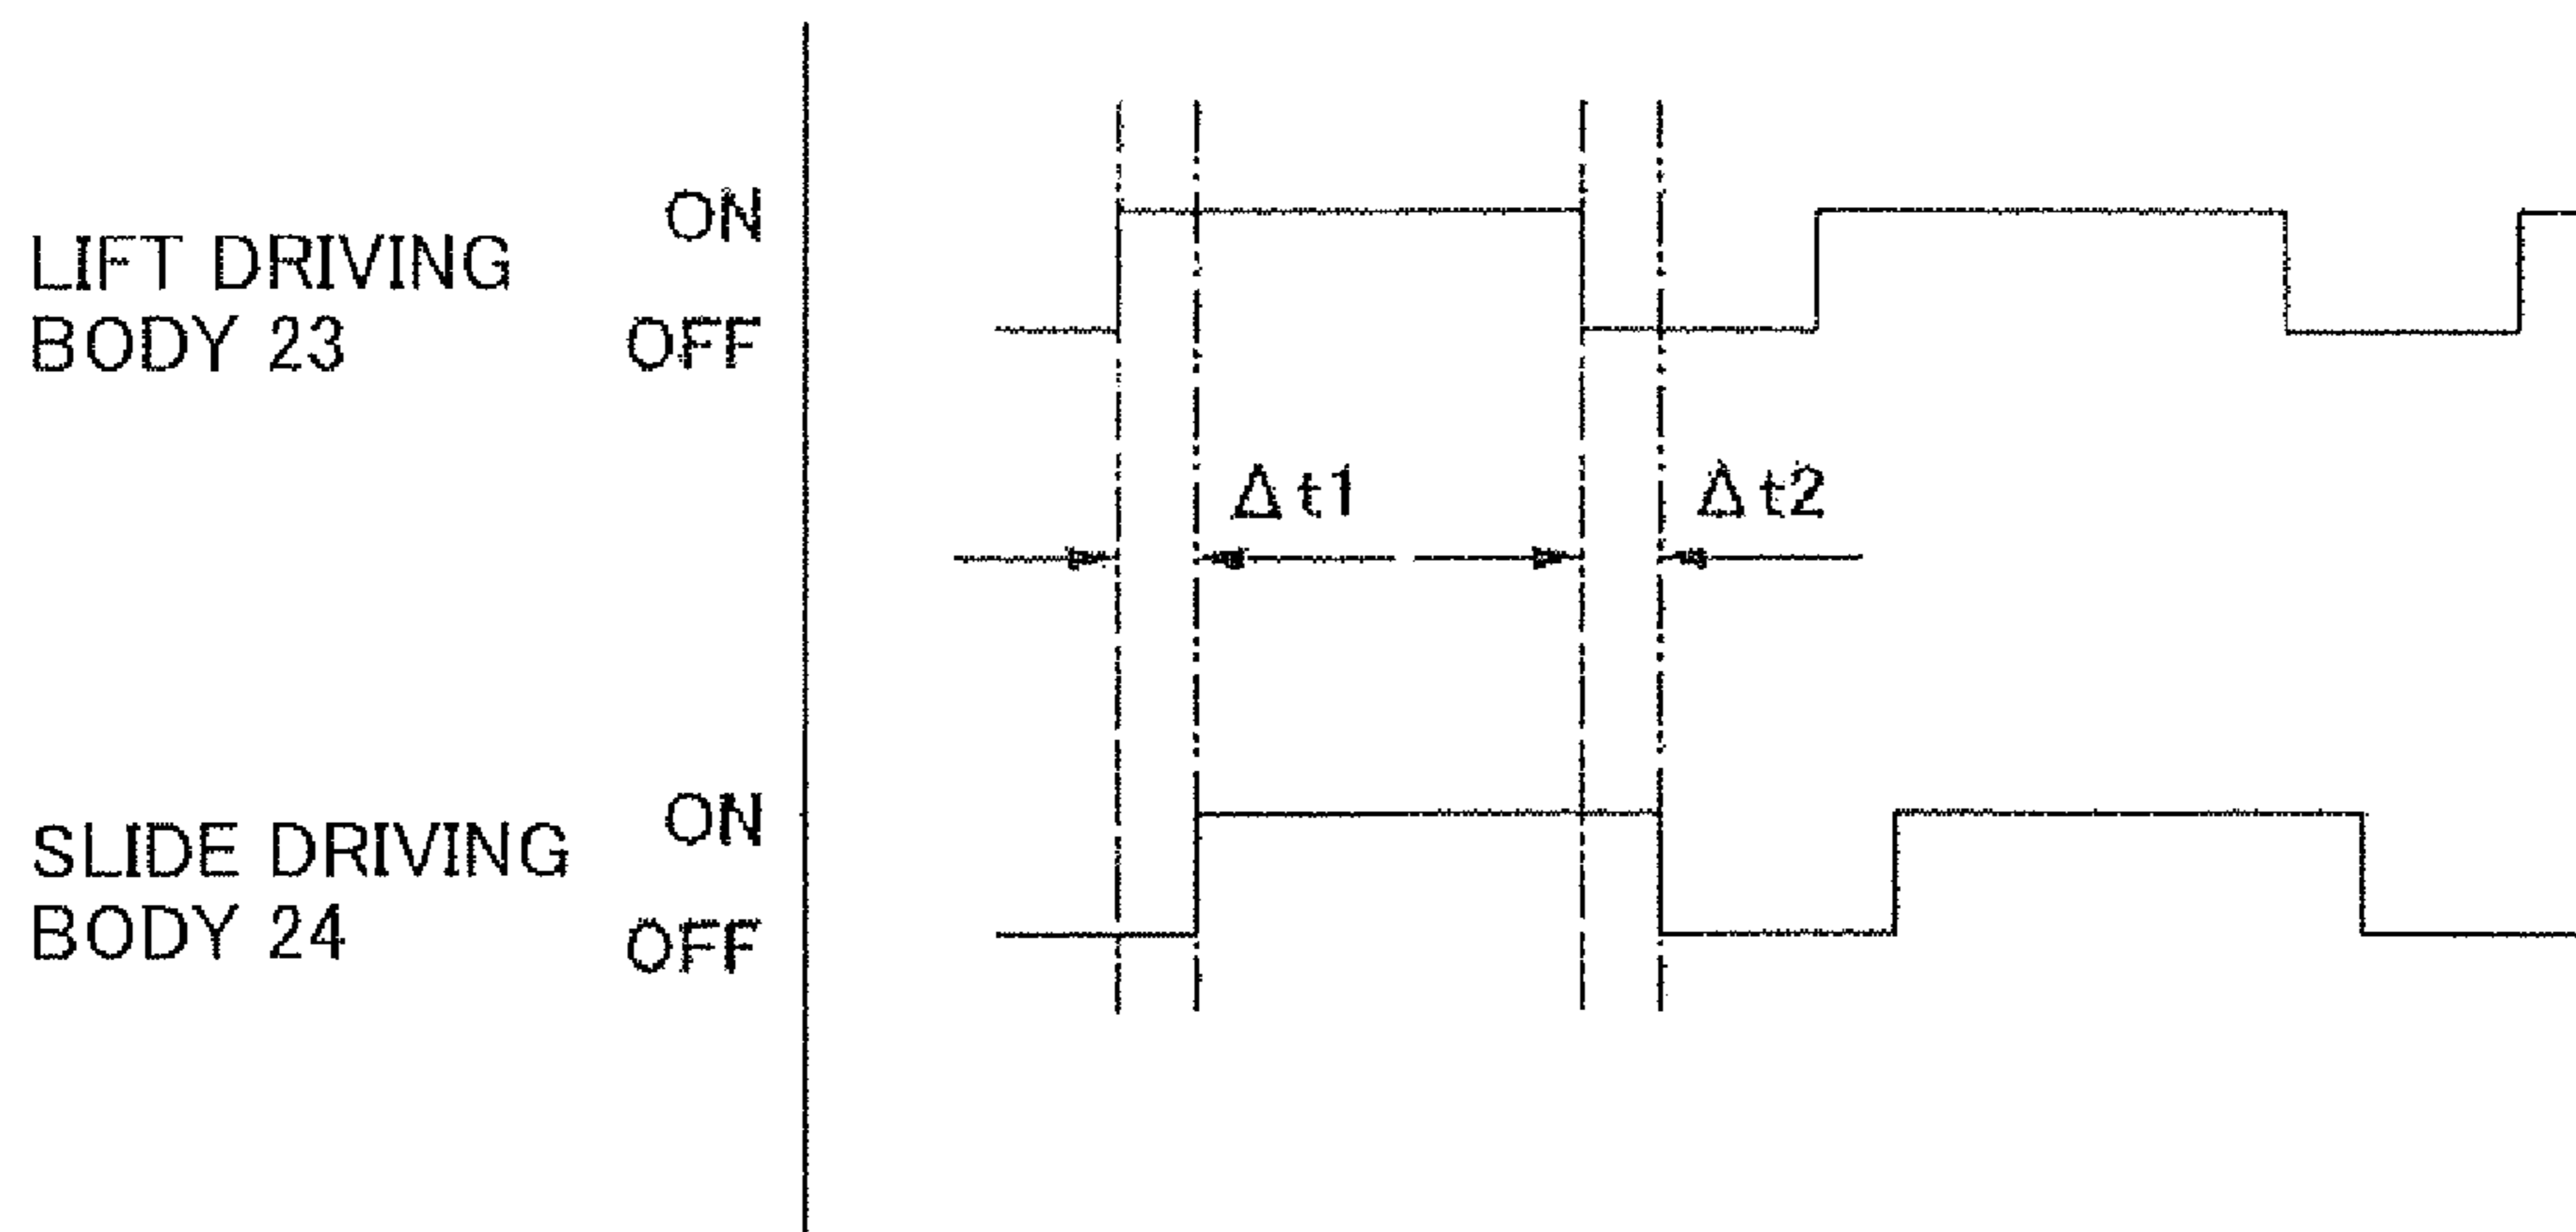 LIFT DRIVING
BODY 23
ON
OFF
Δt1
Δt2
SLIDE DRIVING
BODY 24
ON
OFF